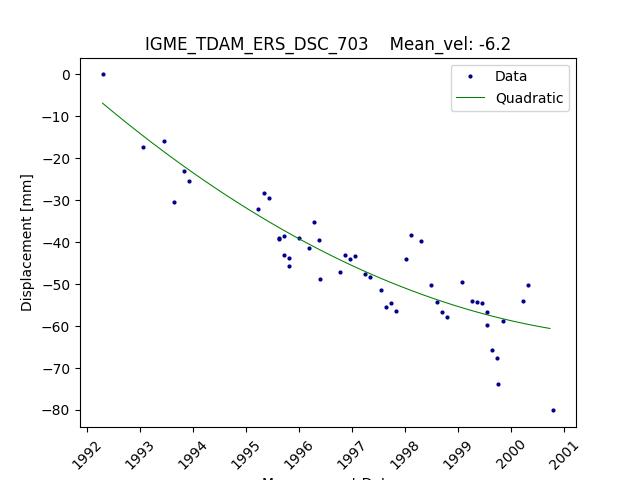 IGME_TDAM_ERS_DSC_703    Mean_vel: -6.2
Data
Quadratic
Displacement [mm]
0
−10
−20
−30
−40
−50
−60
−70
−80
1992 1993 1994 1995 1996 1997 1998 1999 2000 2001